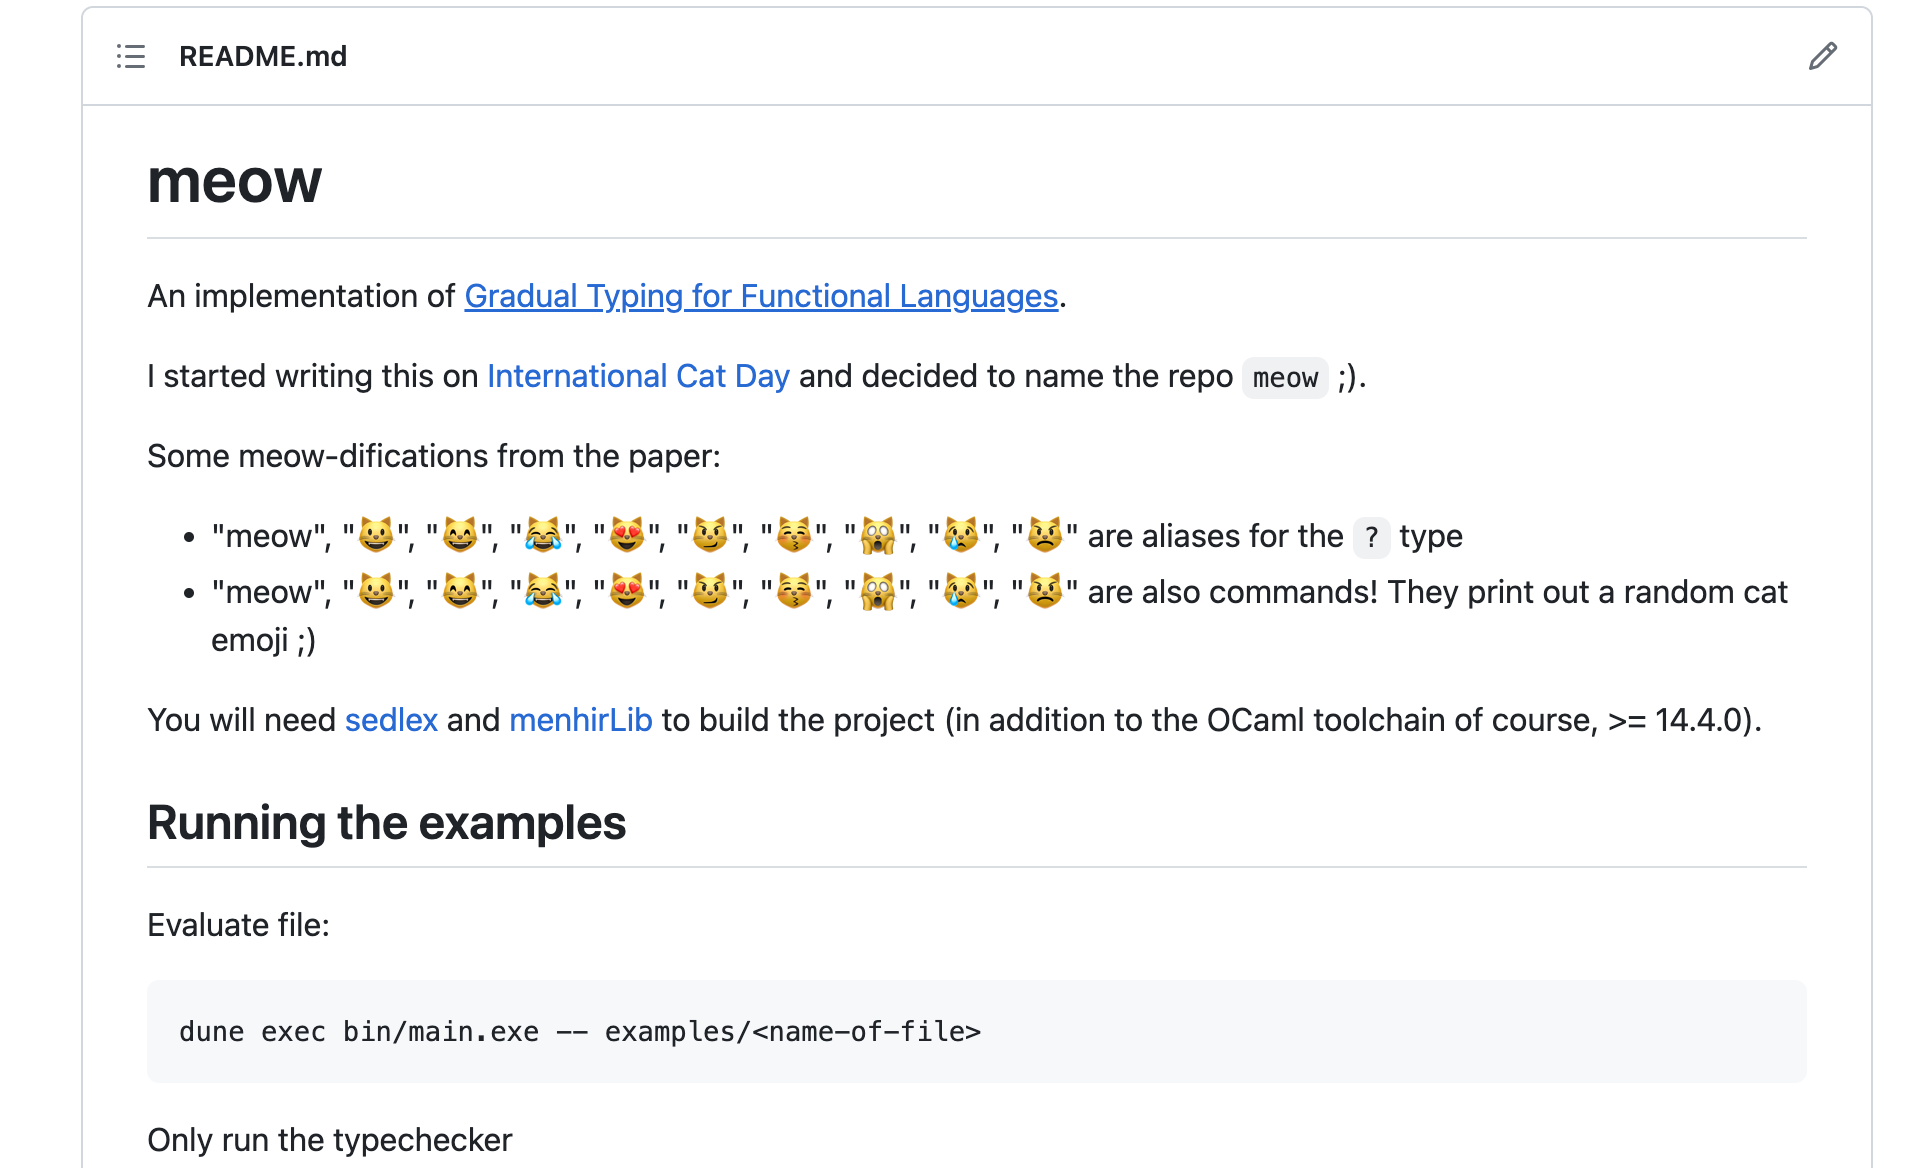 README.md
meow
An implementation of Gradual Typing for Functional Languages.
I started writing this on International Cat Day and decided to name the repo meow ;).
Some meow-difications from the paper:
• "meow", "😺", "😸", "😹", "😻", "😼", "😽", "🙀", "😿", "😾" are aliases for the ? type
• "meow", "😺", "😸", "😹", "😻", "😼", "😽", "🙀", "😿", "😾" are also commands! They print out a random cat
emoji ;)
You will need sedlex and menhirLib to build the project (in addition to the OCaml toolchain of course, >= 14.4.0).
Running the examples
Evaluate file:
dune exec bin/main.exe -- examples/<name-of-file>
Only run the typechecker